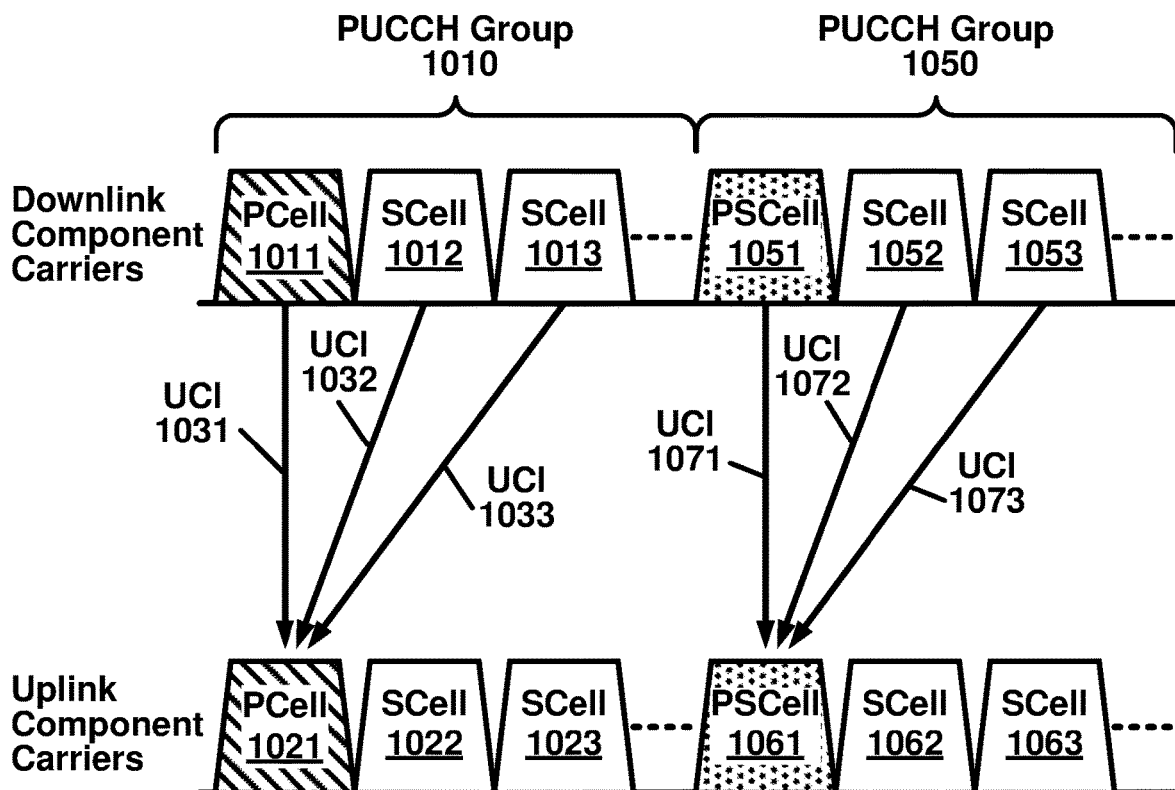 PUCCH Group
1010
PUCCH Group
1050
Downlink
Component
Carriers
PCell
1011
SCell
1012
SCell
1013
PSCell
1051
SCell
1052
SCell
1053
UCI
1031
UCI
1032
UCI
1033
UCI
1071
UCI
1072
UCI
1073
Uplink
Component
Carriers
PCell
1021
SCell
1022
SCell
1023
PSCell
1061
SCell
1062
SCell
1063